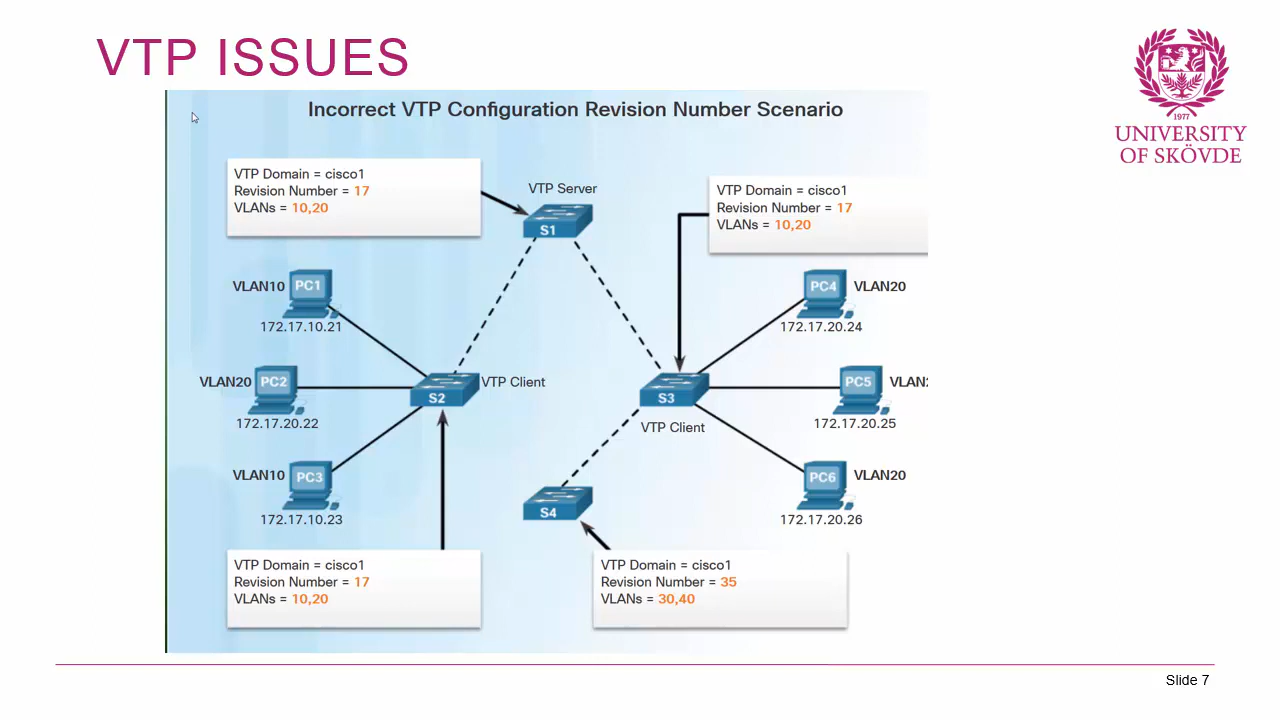 VTP ISSUES
1977
UNIVERSITY
OF SKÖVDE
Incorrect VTP Configuration Revision Number Scenario
VTP Domain = cisco1
Revision Number = 17
VLANs = 10,20
VTP Server
S1
VTP Domain = cisco1
Revision Number = 17
VLANs = 10,20
VLAN10
PC1
172.17.10.21
PC4
VLAN20
172.17.20.24
VLAN20
PC2
172.17.20.22
S2
VTP Client
S3
VTP Client
PC5
172.17.20.25
VLAN10
PC3
172.17.10.23
S4
PC6
VLAN20
172.17.20.26
VTP Domain = cisco1
Revision Number = 17
VLANs = 10,20
VTP Domain = cisco1
Revision Number = 35
VLANs = 30,40
Slide 7